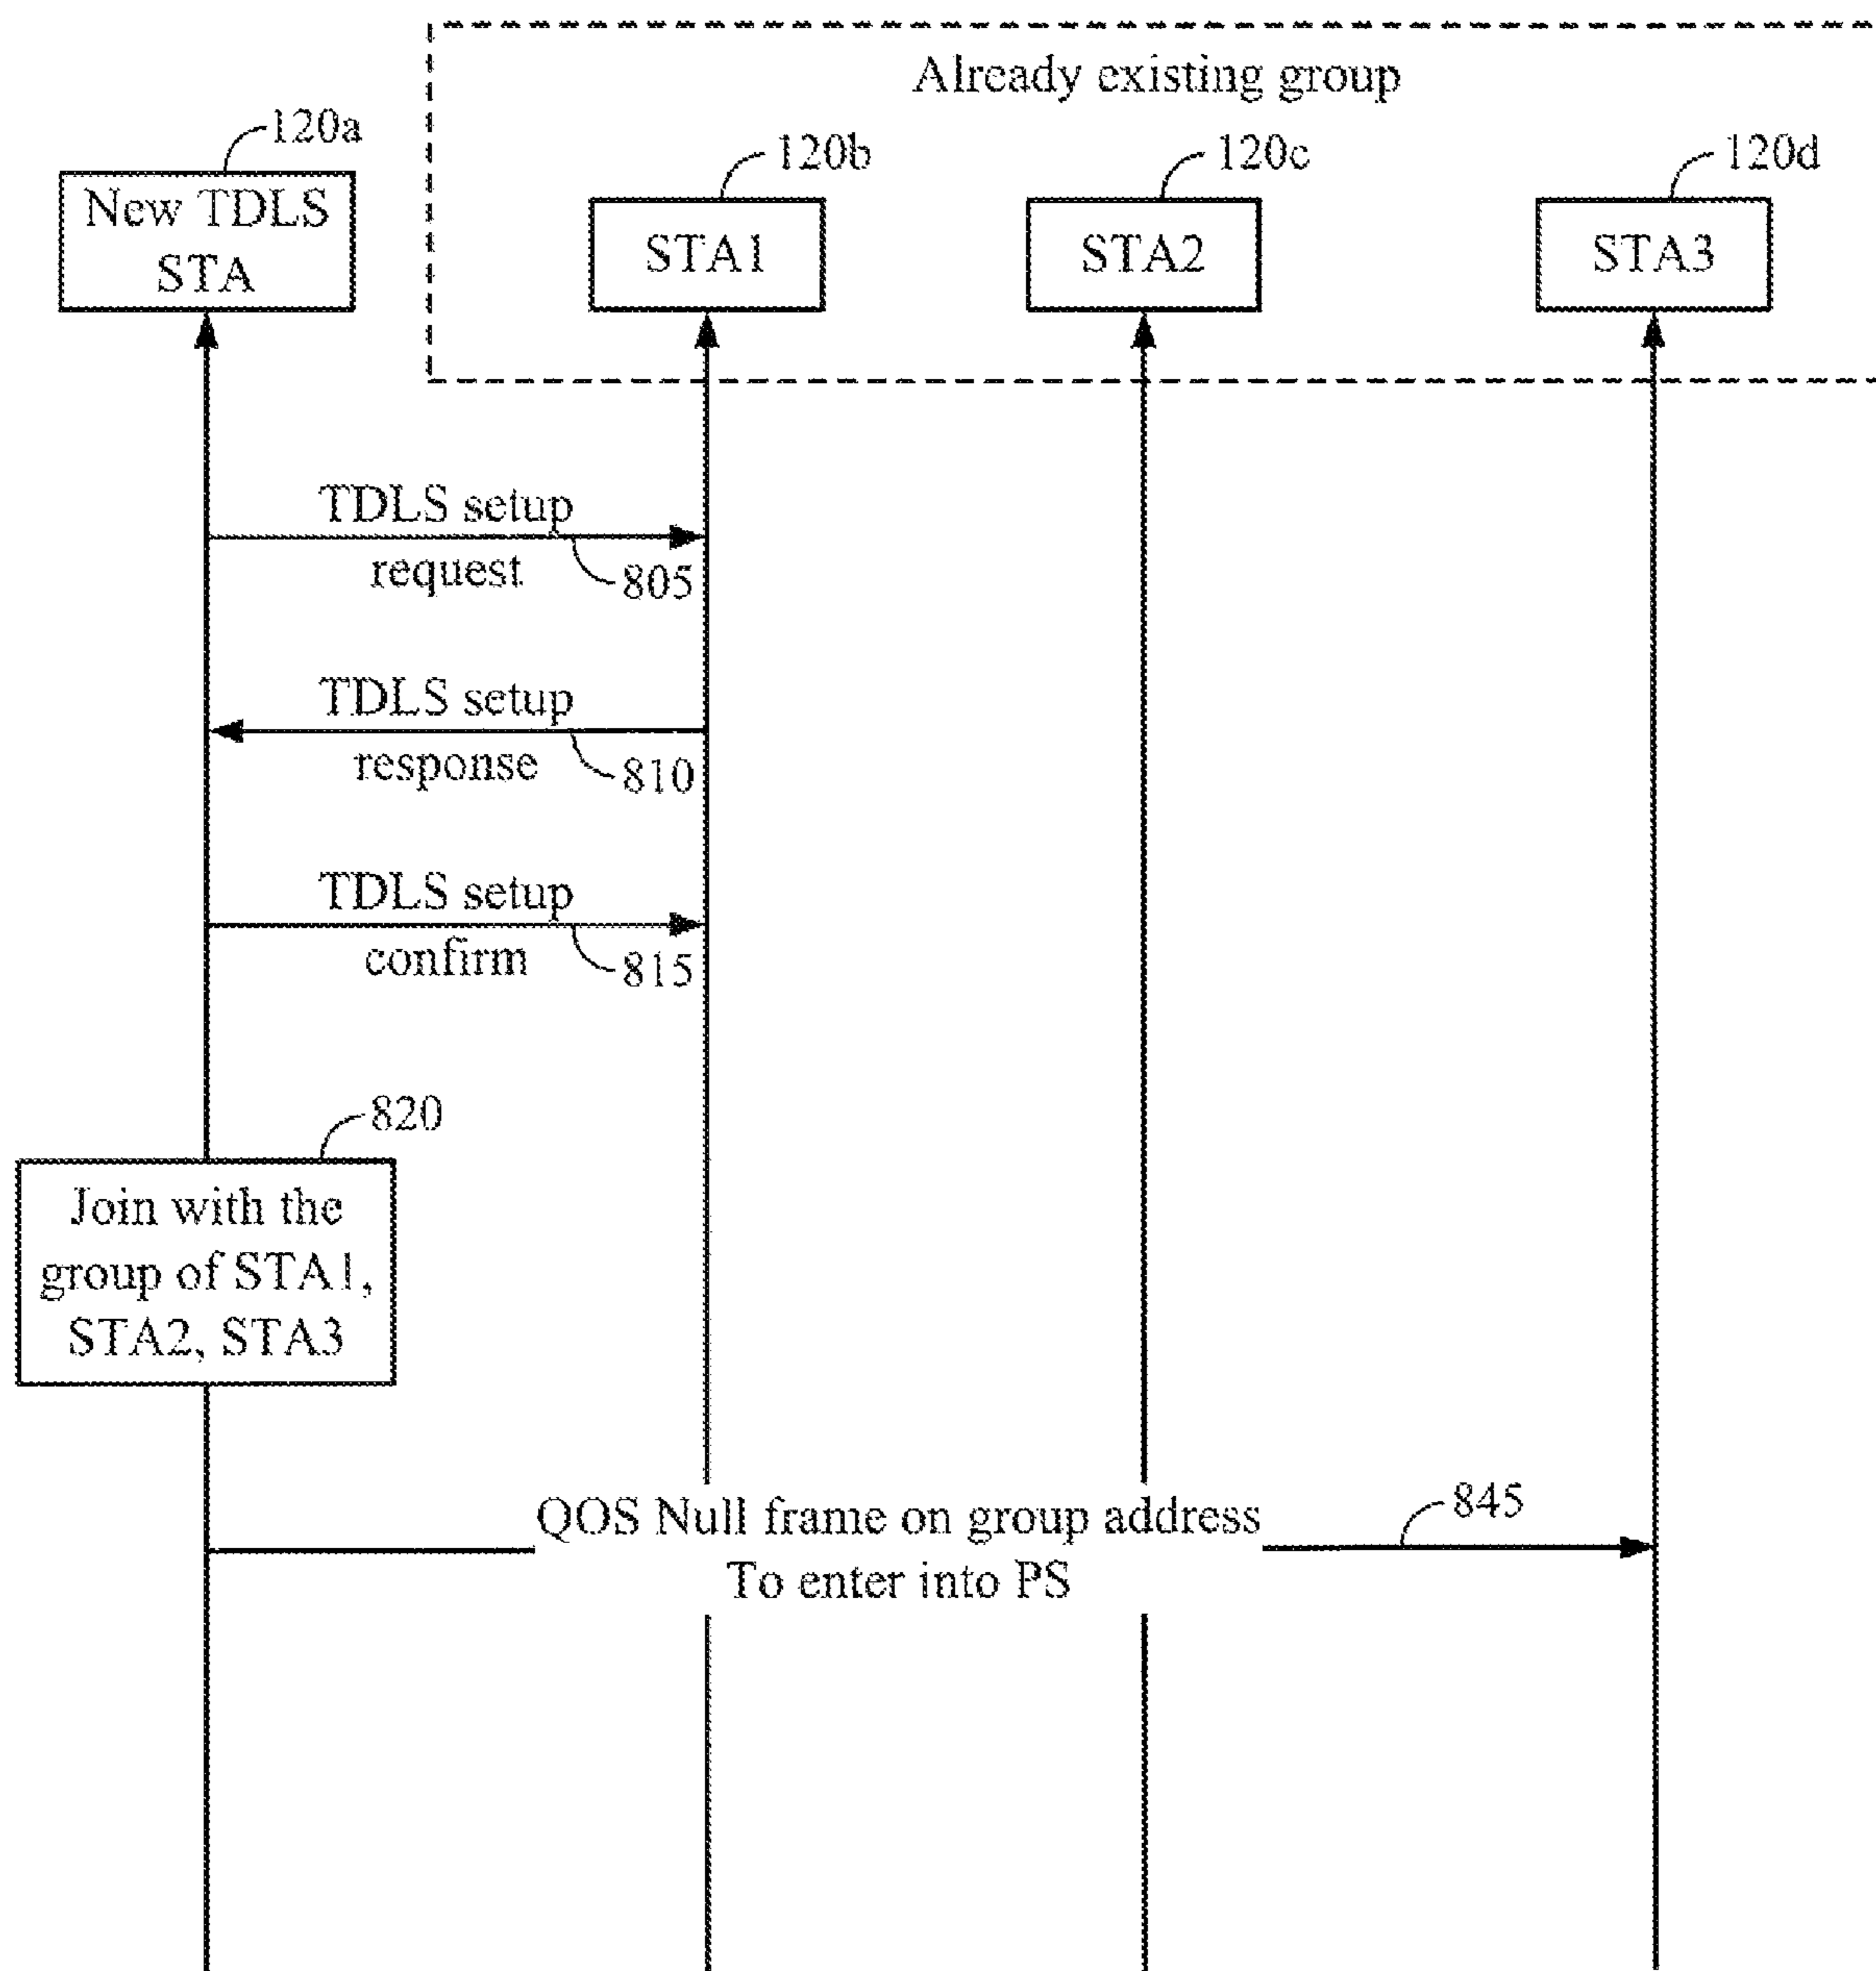 Already existing group
120a
120b
120c
120d
New TDLS
STA
STA1
STA2
STA3
TDLS setup
request
805
TDLS setup
response
810
TDLS setup
confirm
815
820
Join with the
group of STA1,
STA2, STA3
QOS Null frame on group address
To enter into PS
845